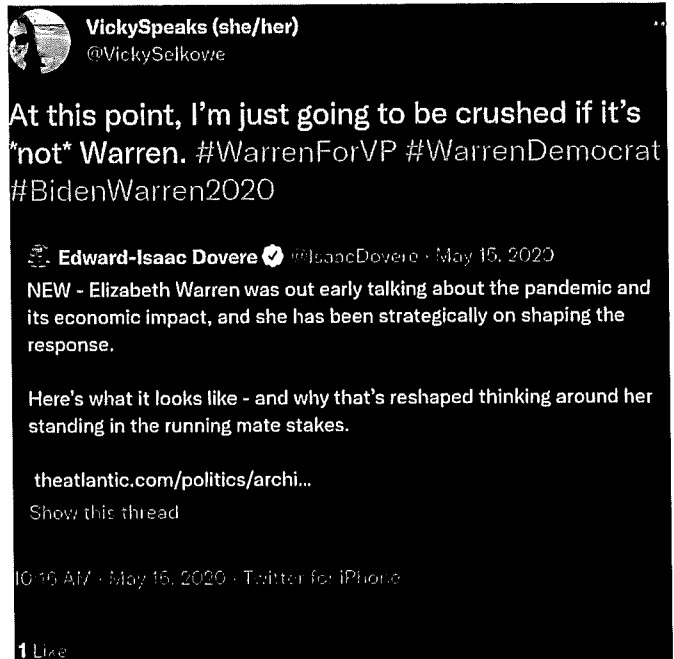 VickySpeaks (she/her)
@VickySelkowe
At this point, I'm just going to be crushed if it's
*not* Warren. #WarrenForVP #WarrenDemocrat
#BidenWarren2020
Edward-Isaac Dovere @IsaacDovere · May 15, 2020
NEW - Elizabeth Warren was out early talking about the pandemic and
its economic impact, and she has been strategically on shaping the
response.
Here's what it looks like - and why that's reshaped thinking around her
standing in the running mate stakes.
theatlantic.com/politics/archi...
Show this thread
AM · May 15, 2020 · Twitter for iPhone
1 Like